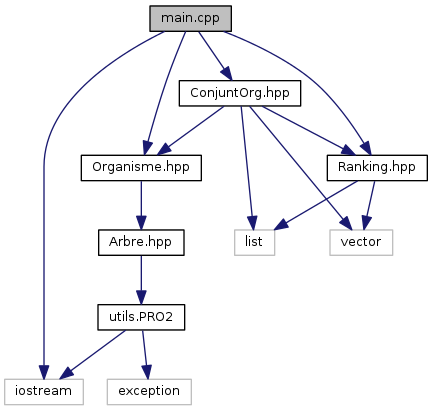 main.cpp
ConjuntOrg.hpp
Organisme.hpp
Ranking.hpp
Arbre.hpp
list
vector
utils.PRO2
iostream
exception